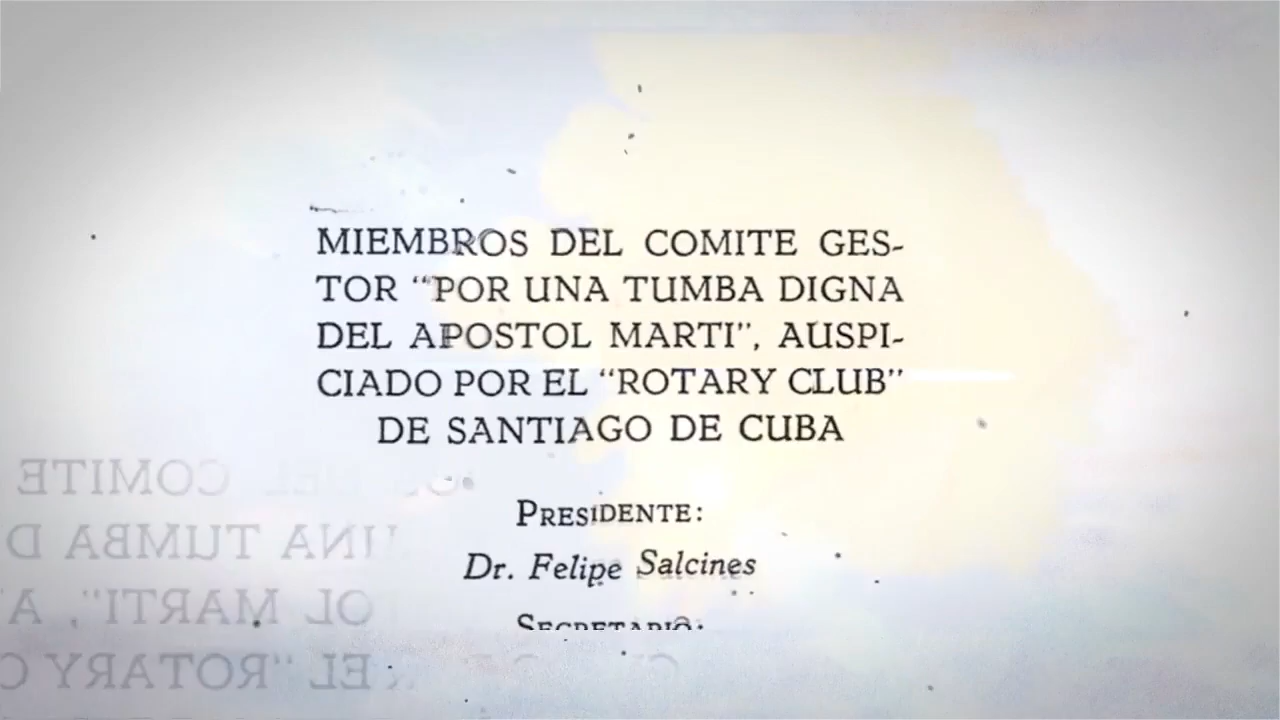 MIEMBROS DEL COMITE GES-
TOR “POR UNA TUMBA DIGNA
DEL APOSTOL MARTI”, AUSPI-
CIADO POR EL “ROTARY CLUB”
DE SANTIAGO DE CUBA
PRESIDENTE:
Dr. Felipe Salcines
SECRETARIO: